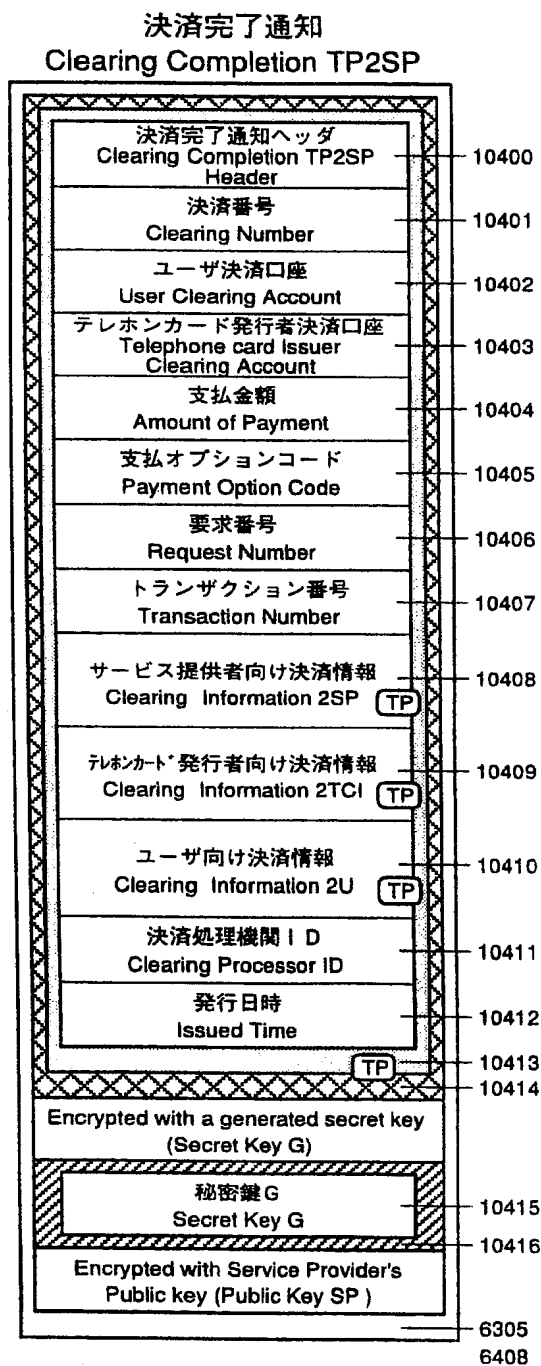 決済完了通知
Clearing Completion TP2SP
決済完了通知ヘッダ
Clearing Completion TP2SP
Header
10400
決済番号
Clearing Number
10401
ユーザ決済口座
User Clearing Account
10402
テレホンカード発行者決済口座
Telephone card Issuer
Clearing Account
10403
支払金額
Amount of Payment
10404
支払オプションコード
Payment Option Code
10405
要求番号
Request Number
10406
トランザクション番号
Transaction Number
10407
サービス提供者向け決済情報
Clearing Information 2SP
TP
10408
テレホンカード発行者向け決済情報
Clearing Information 2TCI
TP
10409
ユーザ向け決済情報
Clearing Information 2U
TP
10410
決済処理機関ＩＤ
Clearing Processor ID
10411
発行日時
Issued Time
10412
TP
10413
10414
Encrypted with a generated secret key
(Secret Key G)
秘密鍵G
Secret Key G
10415
10416
Encrypted with Service Provider's
Public key (Public Key SP )
6305
6408